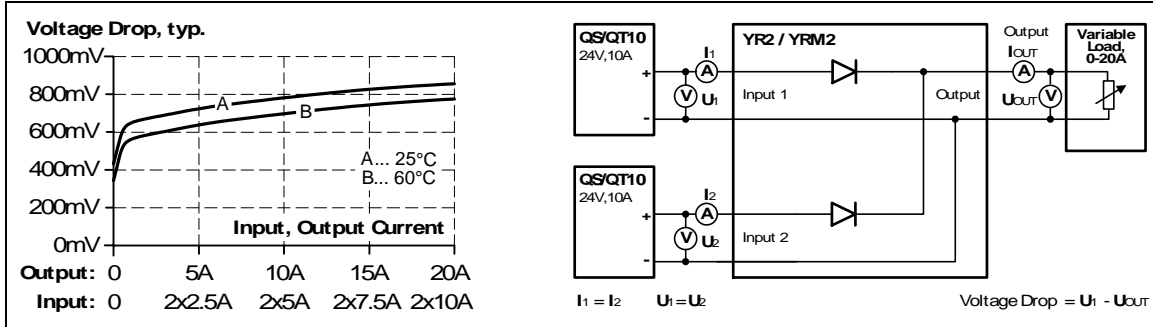 Voltage Drop, typ.
1000mV
800mV
600mV
400mV
200mV
0mV
A
B
A... 25°C
B... 60°C
Input, Output Current
Output: 0 5A 10A 15A 20A
Input: 0 2x2.5A 2x5A 2x7.5A 2x10A
QS/QT10
24V,10A
+
-
I1
A
V U1
YR2 / YRM2
Input 1
Output
Output
IOUT
A
UOUT V
Variable
Load,
0-20A
QS/QT10
24V,10A
+
-
I2
A
V U2
Input 2
I1 = I2 U1 = U2
Voltage Drop = U1 - UOUT